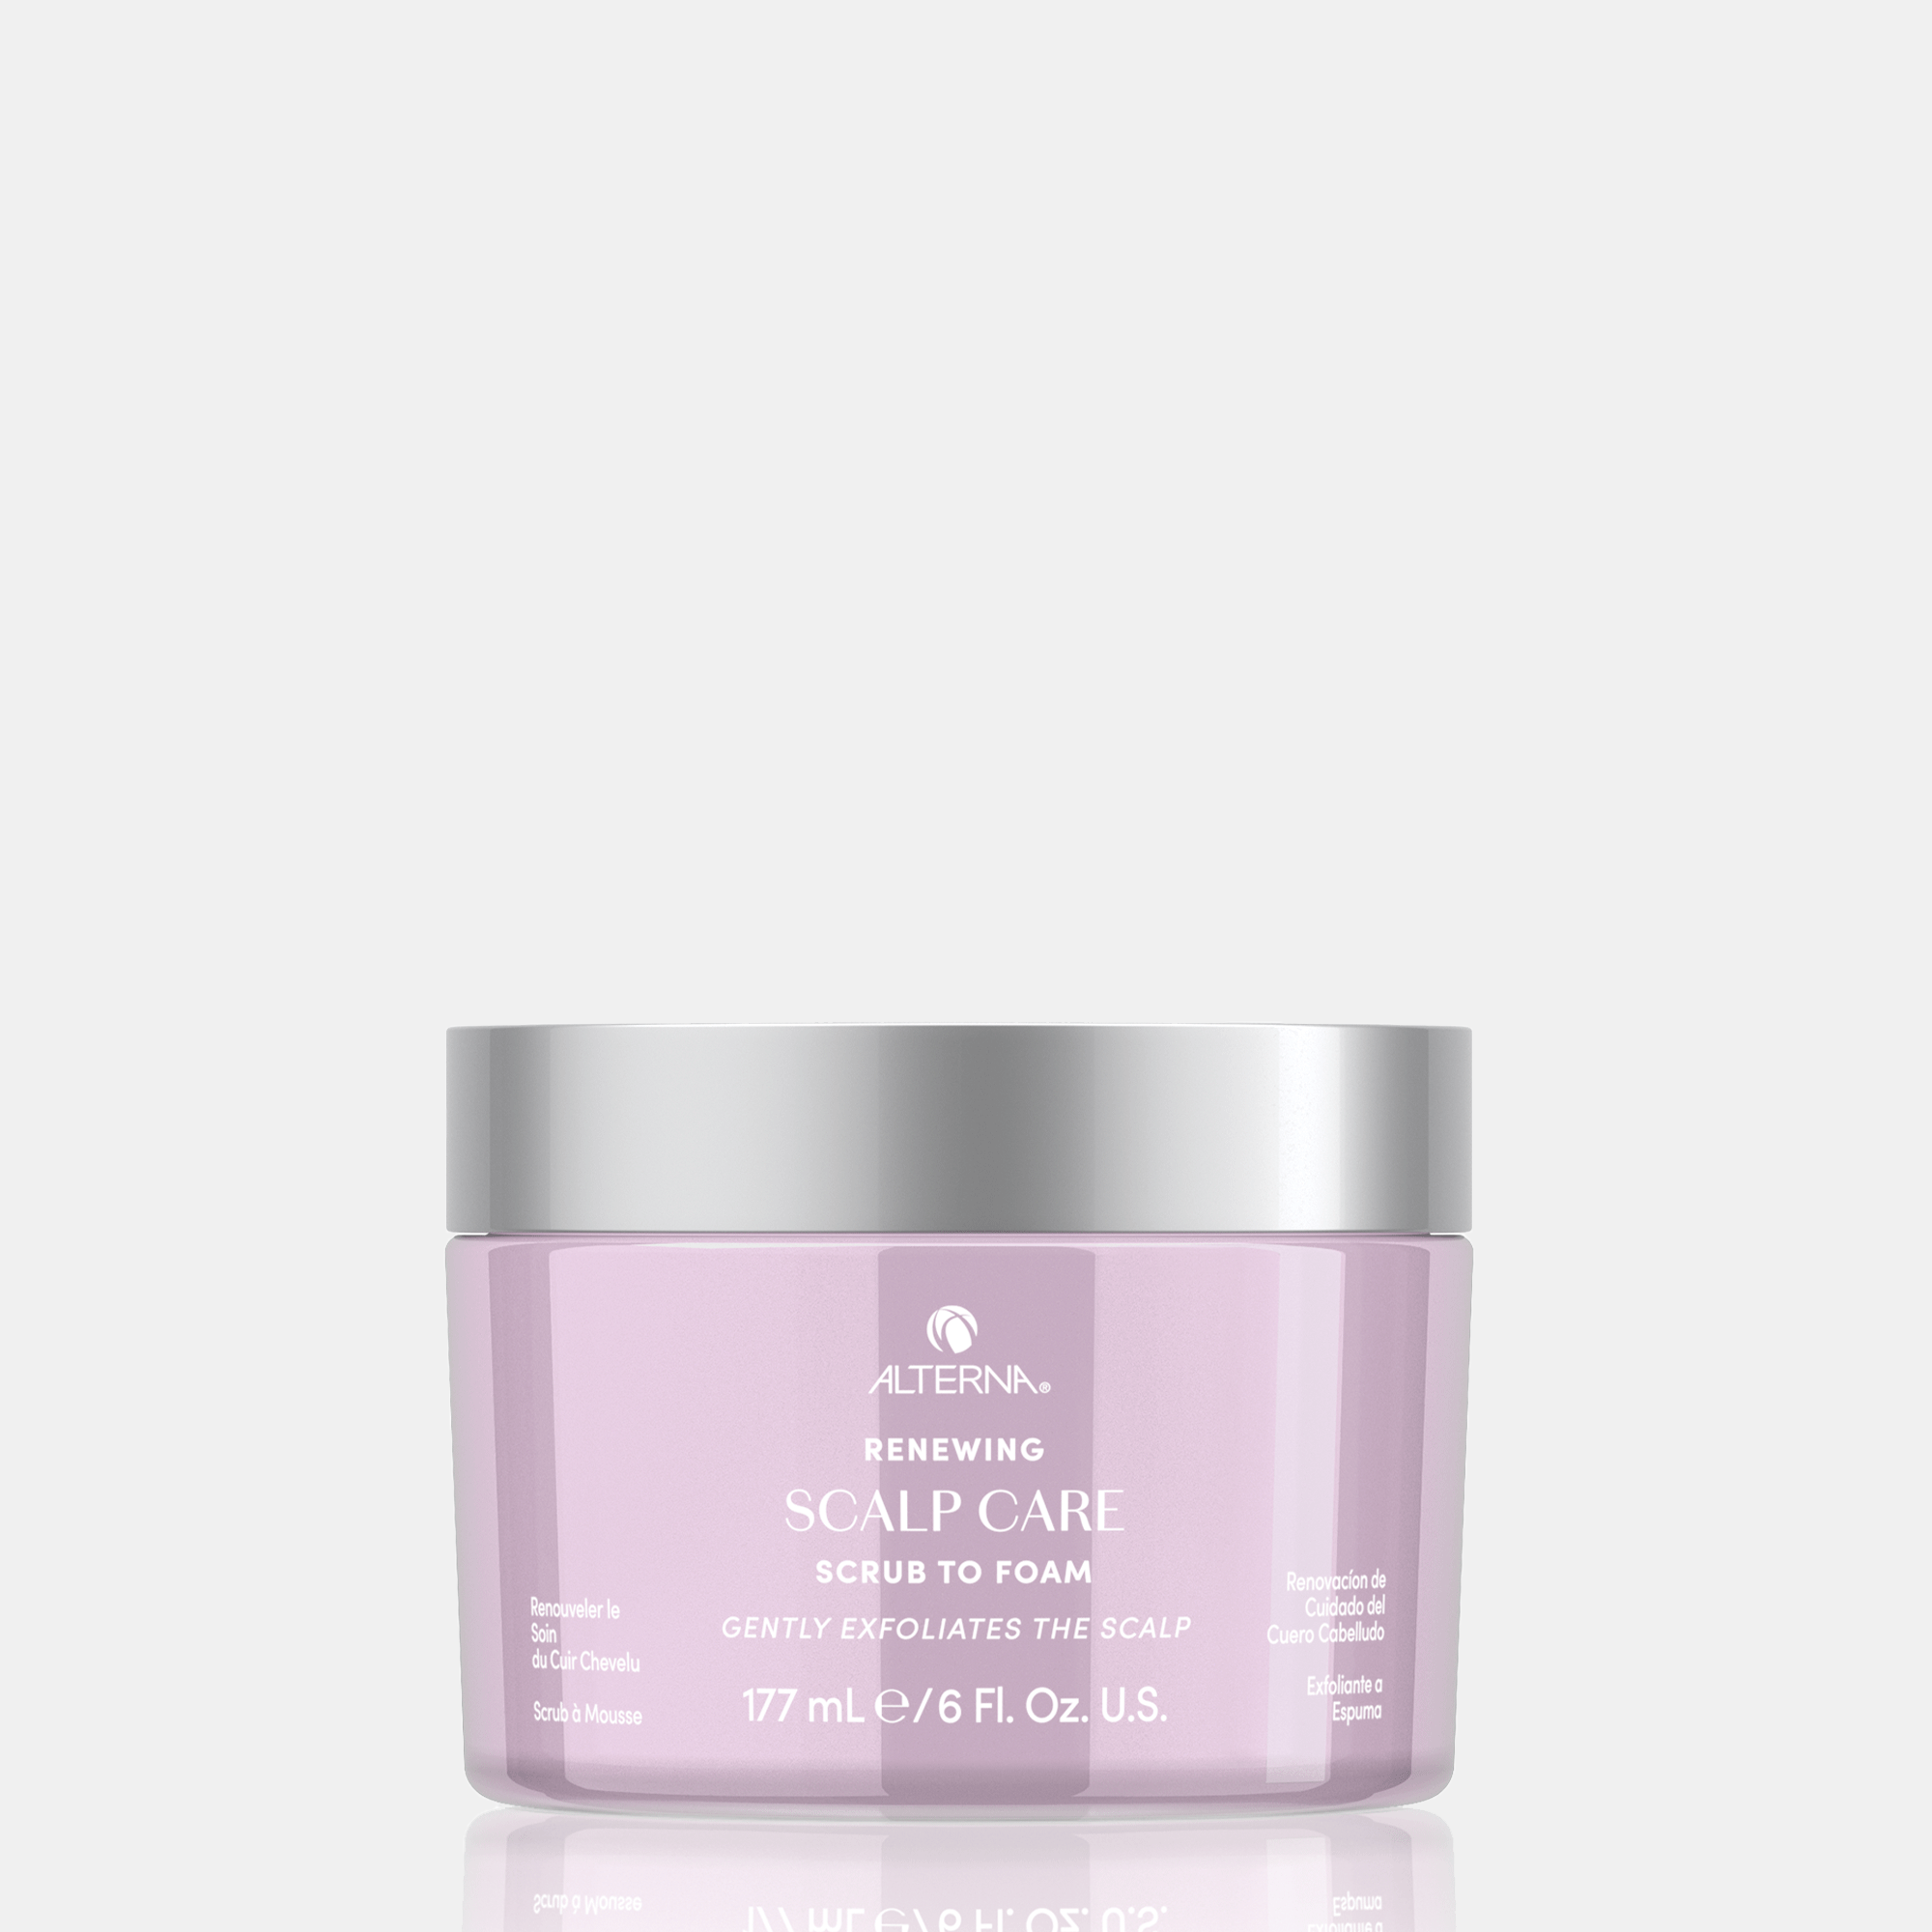 ALTERNA®
RENEWING
SCALP CARE
SCRUB TO FOAM
GENTLY EXFOLIATES THE SCALP
177 mL ℮/6 Fl. Oz. U.S.
Renouveler le
Soin
du Cuir Chevelu
Scrub à Mousse
Renovacíon de
Cuidado del
Cuero Cabelludo
Exfoliante a
Espuma